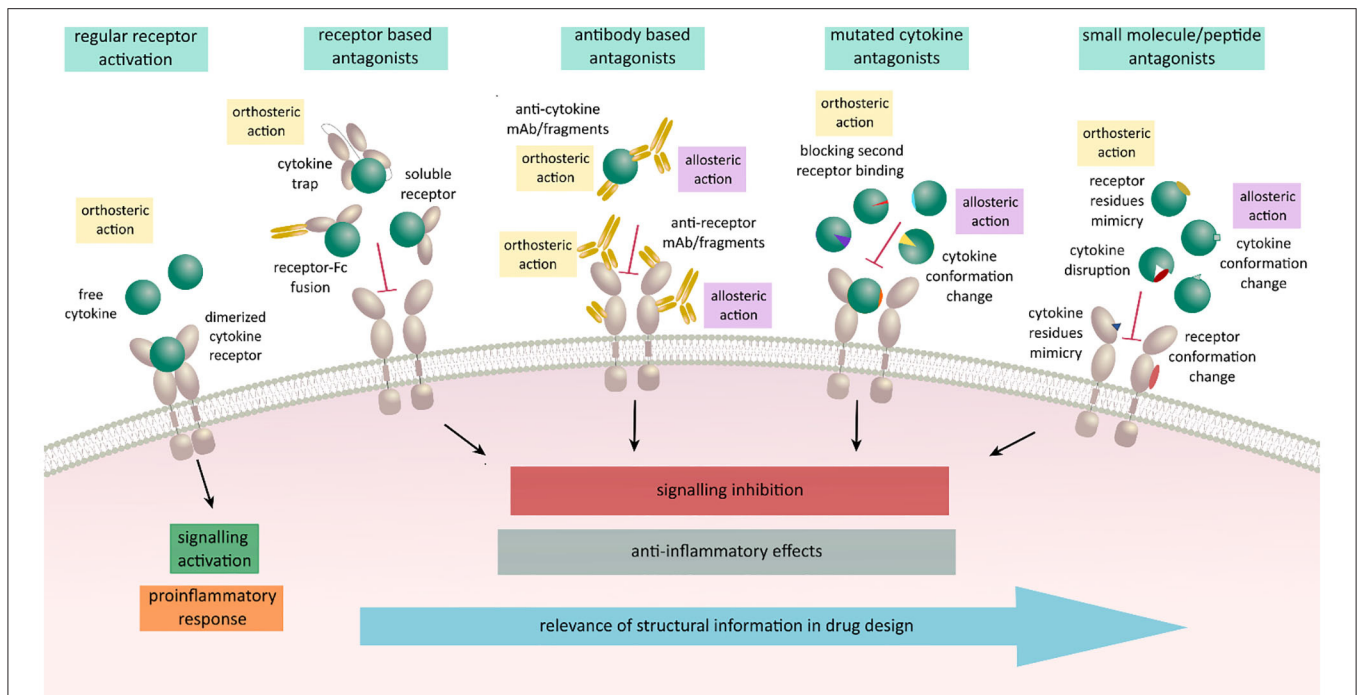 regular receptor
activation
receptor based
antagonists
antibody based
antagonists
mutated cytokine
antagonists
small molecule/peptide
antagonists
orthosteric
action
free
cytokine
dimerized
cytokine
receptor
orthosteric
action
cytokine
trap
soluble
receptor
receptor-Fc
fusion
anti-cytokine
mAb/fragments
orthosteric
action
allosteric
action
orthosteric
action
anti-receptor
mAb/fragments
allosteric
action
orthosteric
action
blocking second
receptor binding
allosteric
action
cytokine
conformation
change
orthosteric
action
receptor
residues
mimicry
allosteric
action
cytokine
disruption
cytokine
conformation
change
cytokine
residues
mimicry
receptor
conformation
change
signalling
activation
proinflammatory
response
signalling inhibition
anti-inflammatory effects
relevance of structural information in drug design